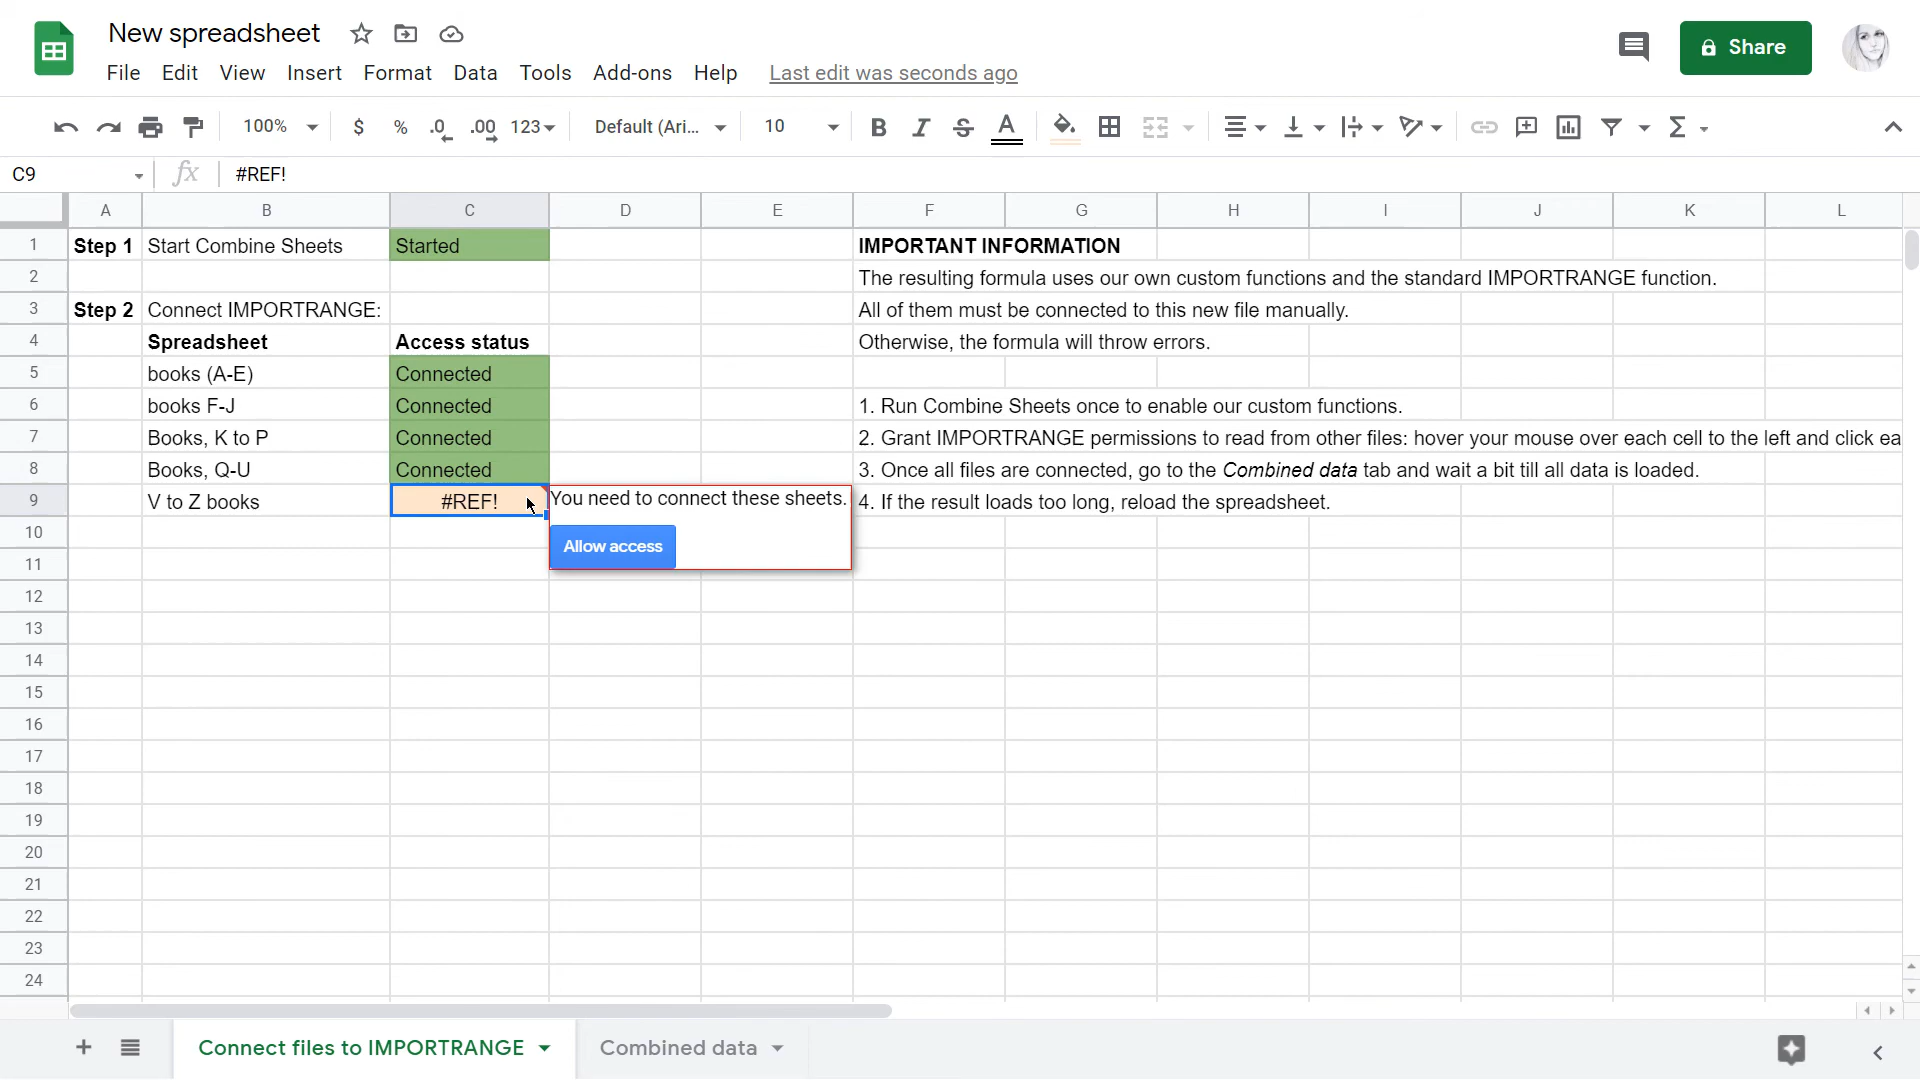 New spreadsheet
File Edit View Insert Format Data Tools Add-ons Help Last edit was seconds ago
Share
100% $ % .0 .00 123 Default (Ari... 10 B I S A Σ
C9 fx #REF!
A B C D E F G H I J K L
1 Step 1 Start Combine Sheets Started IMPORTANT INFORMATION
2 The resulting formula uses our own custom functions and the standard IMPORTRANGE function.
3 Step 2 Connect IMPORTRANGE: All of them must be connected to this new file manually.
4 Spreadsheet Access status Otherwise, the formula will throw errors.
5 books (A-E) Connected
6 books F-J Connected 1. Run Combine Sheets once to enable our custom functions.
7 Books, K to P Connected 2. Grant IMPORTRANGE permissions to read from other files: hover your mouse over each cell to the left and click ea
8 Books, Q-U Connected 3. Once all files are connected, go to the Combined data tab and wait a bit till all data is loaded.
9 V to Z books #REF! You need to connect these sheets. 4. If the result loads too long, reload the spreadsheet.
10
Allow access
11
12
13
14
15
16
17
18
19
20
21
22
23
24
+ Connect files to IMPORTRANGE Combined data